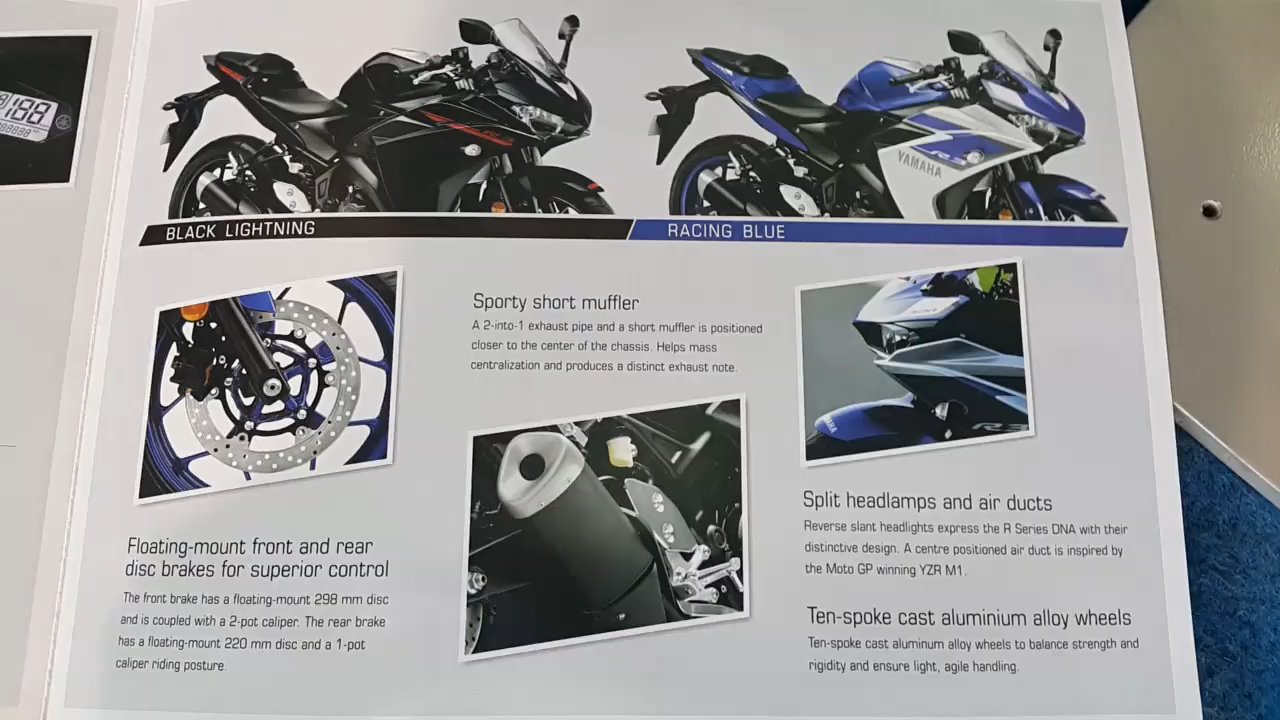 188
BLACK LIGHTNING
RACING BLUE
YAMAHA
R3
Sporty short muffler
A 2-into-1 exhaust pipe and a short muffler is positioned
closer to the center of the chassis. Helps mass
centralization and produces a distinct exhaust note.
YAMAHA
R3
Floating-mount front and rear
disc brakes for superior control
The front brake has a floating-mount 298 mm disc
and is coupled with a 2-pot caliper. The rear brake
has a floating-mount 220 mm disc and a 1-pot
caliper riding posture.
Split headlamps and air ducts
Reverse slant headlights express the R Series DNA with their
distinctive design. A centre positioned air duct is inspired by
the Moto GP winning YZR M1.
Ten-spoke cast aluminium alloy wheels
Ten-spoke cast aluminum alloy wheels to balance strength and
rigidity and ensure light, agile handling.